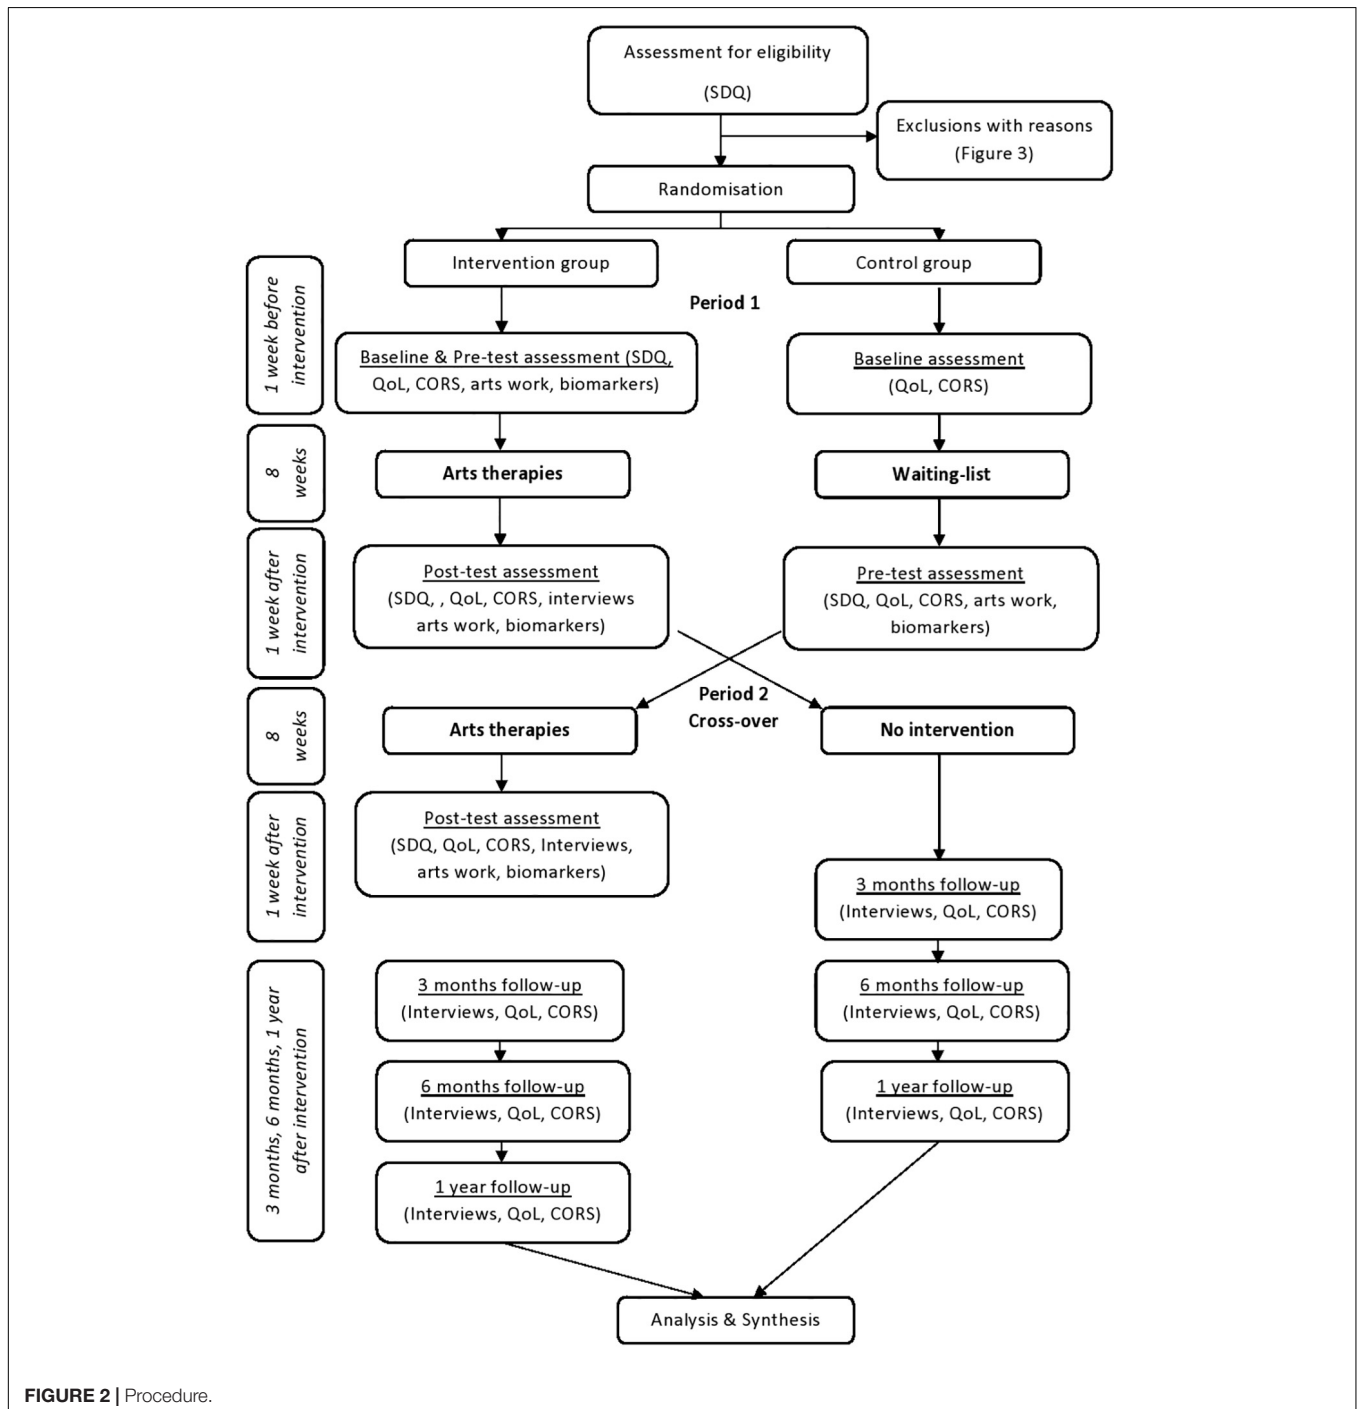 Assessment for eligibility
(SDQ)
Exclusions with reasons
(Figure 3)
Randomisation
Intervention group
Control group
1 week before
intervention
Period 1
Baseline & Pre-test assessment (SDQ,
QoL, CORS, arts work, biomarkers)
Baseline assessment
(QoL, CORS)
8
weeks
Arts therapies
Waiting-list
1 week after
intervention
Post-test assessment
(SDQ, , QoL, CORS, interviews
arts work, biomarkers)
Pre-test assessment
(SDQ, QoL, CORS, arts work,
biomarkers)
Period 2
Cross-over
8
weeks
Arts therapies
No intervention
1 week after
intervention
Post-test assessment
(SDQ, QoL, CORS, Interviews,
arts work, biomarkers)
3 months follow-up
(Interviews, QoL, CORS)
3 months, 6 months, 1 year
after intervention
3 months follow-up
(Interviews, QoL, CORS)
6 months follow-up
(Interviews, QoL, CORS)
6 months follow-up
(Interviews, QoL, CORS)
1 year follow-up
(Interviews, QoL, CORS)
1 year follow-up
(Interviews, QoL, CORS)
Analysis & Synthesis
FIGURE 2 | Procedure.